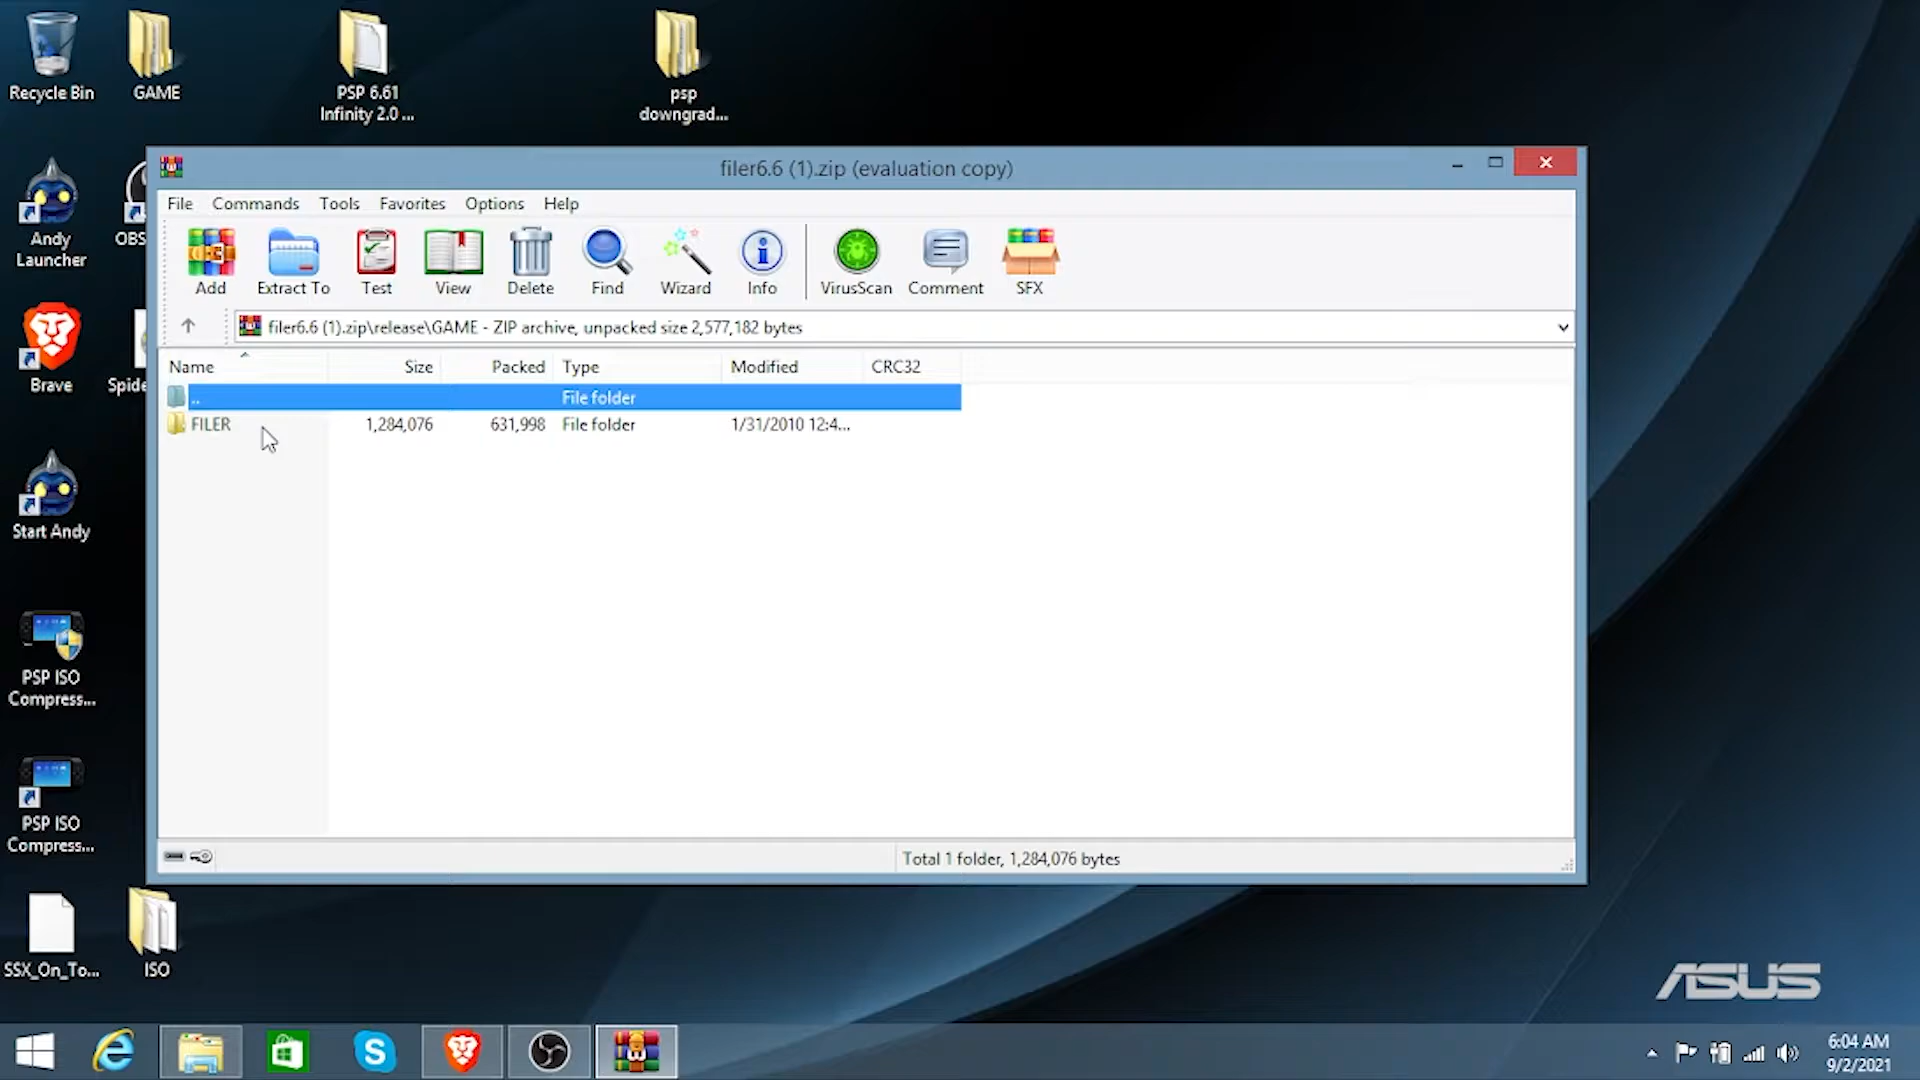 Recycle Bin
GAME
PSP 6.61
Infinity 2.0 ...
psp
downgrad...
filer6.6 (1).zip (evaluation copy)
File Commands Tools Favorites Options Help
Add Extract To Test View Delete Find Wizard Info VirusScan Comment SFX
filer6.6 (1).zip\release\GAME - ZIP archive, unpacked size 2,577,182 bytes
Name Size Packed Type Modified CRC32
.. File folder
FILER 1,284,076 631,998 File folder 1/31/2010 12:4...
Total 1 folder, 1,284,076 bytes
Andy
Launcher
OBS
Brave
Spide
Start Andy
PSP ISO
Compress...
PSP ISO
Compress...
SSX_On_To...
ISO
ASUS
6:04 AM
9/2/2021